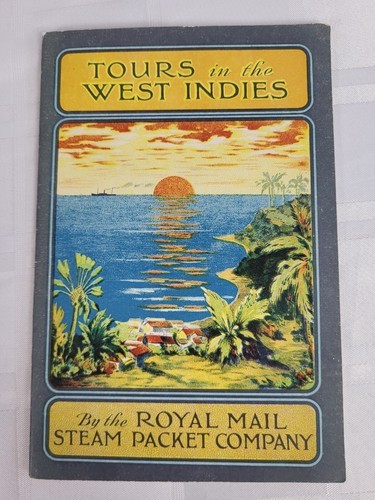 TOURS in the
WEST INDIES
By the ROYAL MAIL
STEAM PACKET COMPANY